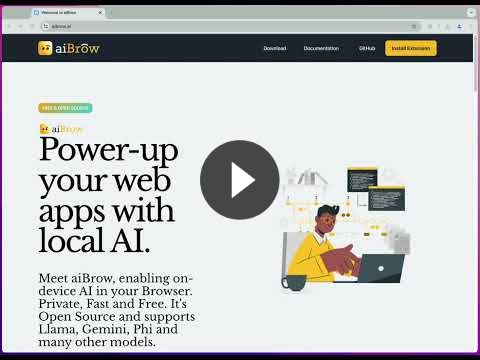 Welcome to aiBrow
aibrow.ai
aiBrow
Download
Documentation
GitHub
Install Extension
FREE & OPEN SOURCE
aiBrow
Power-up
your web
apps with
local AI.
Meet aiBrow, enabling on-
device AI in your Browser.
Private, Fast and Free. It's
Open Source and supports
Llama, Gemini, Phi and
many other models.